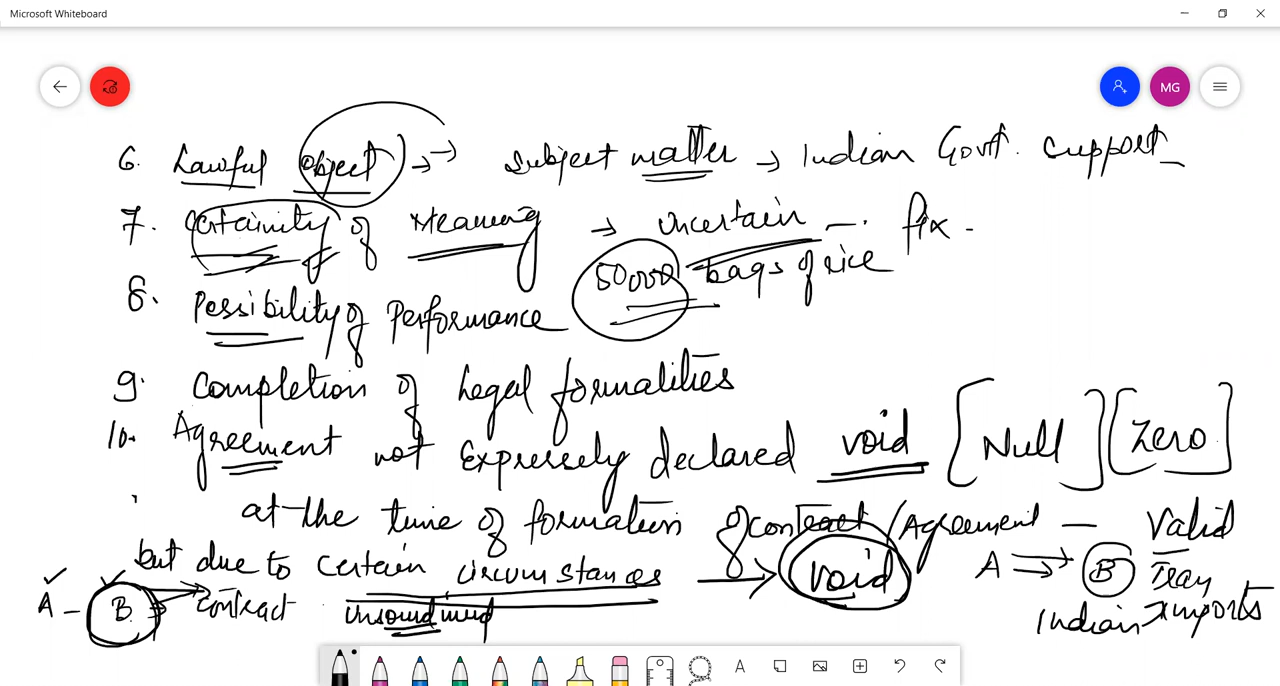 Microsoft Whiteboard
MG
6. Lawful object → → subject matter → Indian Govt. support
7. Certainity of Meaning → uncertain — fix -
50000 bags of rice
8. Possibility of Performance
9. Completion of Legal formalities
10. Agreement not Expressely declared void [Null] [Zero]
at the time of formation of contract / Agreement — Valid
but due to certain circumstances → void
A → B
A - B → contract unsound mind
Indian
A